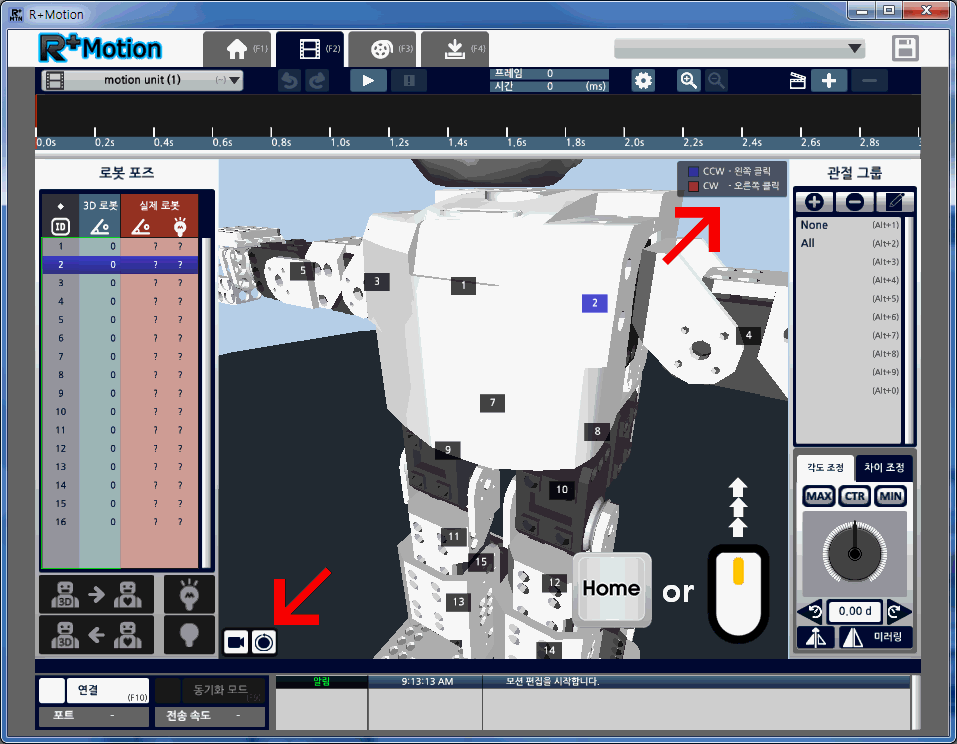 R+Motion
R+Motion
(F1)
(F2)
(F3)
(F4)
motion unit (1)
(--)
프레임 0
시간 0 (ms)
0.0s 0.2s 0.4s 0.6s 0.8s 1.0s 1.2s 1.4s 1.6s 1.8s 2.0s 2.2s 2.4s 2.6s 2.8s
로봇 포즈
3D 로봇 실제 로봇
ID
1 0 ? ?
2 0 ? ?
3 0 ? ?
4 0 ? ?
5 0 ? ?
6 0 ? ?
7 0 ? ?
8 0 ? ?
9 0 ? ?
10 0 ? ?
11 0 ? ?
12 0 ? ?
13 0 ? ?
14 0 ? ?
15 0 ? ?
16 0 ? ?
3D
3D
CCW - 왼쪽 클릭
CW - 오른쪽 클릭
5
3
1
2
4
7
8
9
10
11
15
12
13
14
Home or
관절 그룹
None (Alt+1)
All (Alt+2)
(Alt+3)
(Alt+4)
(Alt+5)
(Alt+6)
(Alt+7)
(Alt+8)
(Alt+9)
(Alt+0)
각도 조정 차이 조정
MAX CTR MIN
0.00 d
미러링
연결 (F10)
동기화 모드
포트 -
전송 속도 -
알림 9:13:13 AM 모션 편집을 시작합니다.